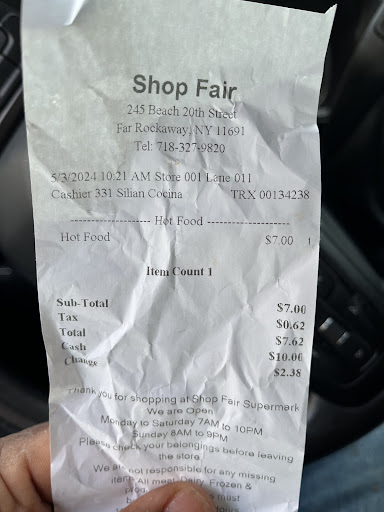 Shop Fair
245 Beach 20th Street
Far Rockaway, NY 11691
Tel: 718-327-9820
5/3/2024 10:21 AM Store 001 Lane 011
Cashier 331 Silian Cocina TRX 00134238
-------------------- Hot Food --------------------
Hot Food $7.00 1
Item Count 1
Sub-Total $7.00
Tax $0.62
Total $7.62
Cash $10.00
Change $2.38
Thank you for shopping at Shop Fair Supermark
We are Open
Monday to Saturday 7AM to 10PM
Sunday 8AM to 9PM
Please check your belongings before leaving
the store
We are not responsible for any missing
item All meat, Dairy, Frozen &
must
hours